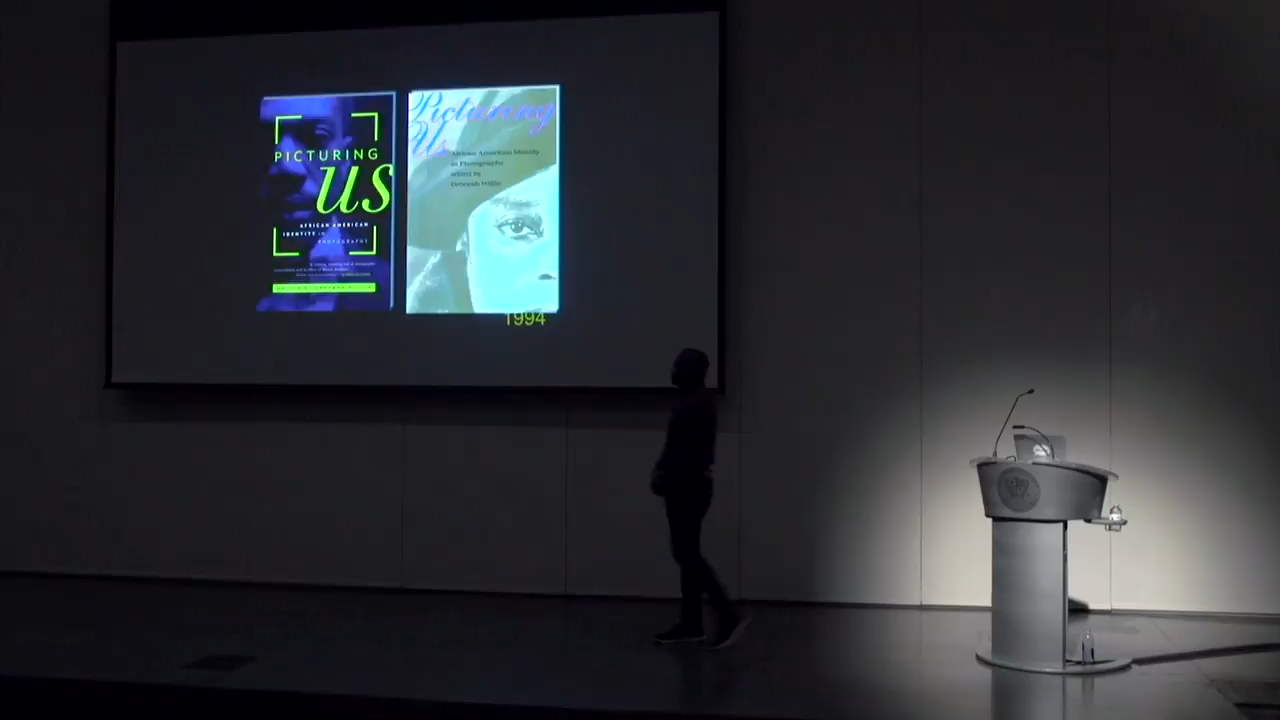 PICTURING
us
AFRICAN AMERICAN
IDENTITY IN
PHOTOGRAPHY
Picturing
Us
African American Identity
in Photography
edited by
Deborah Willis
1994